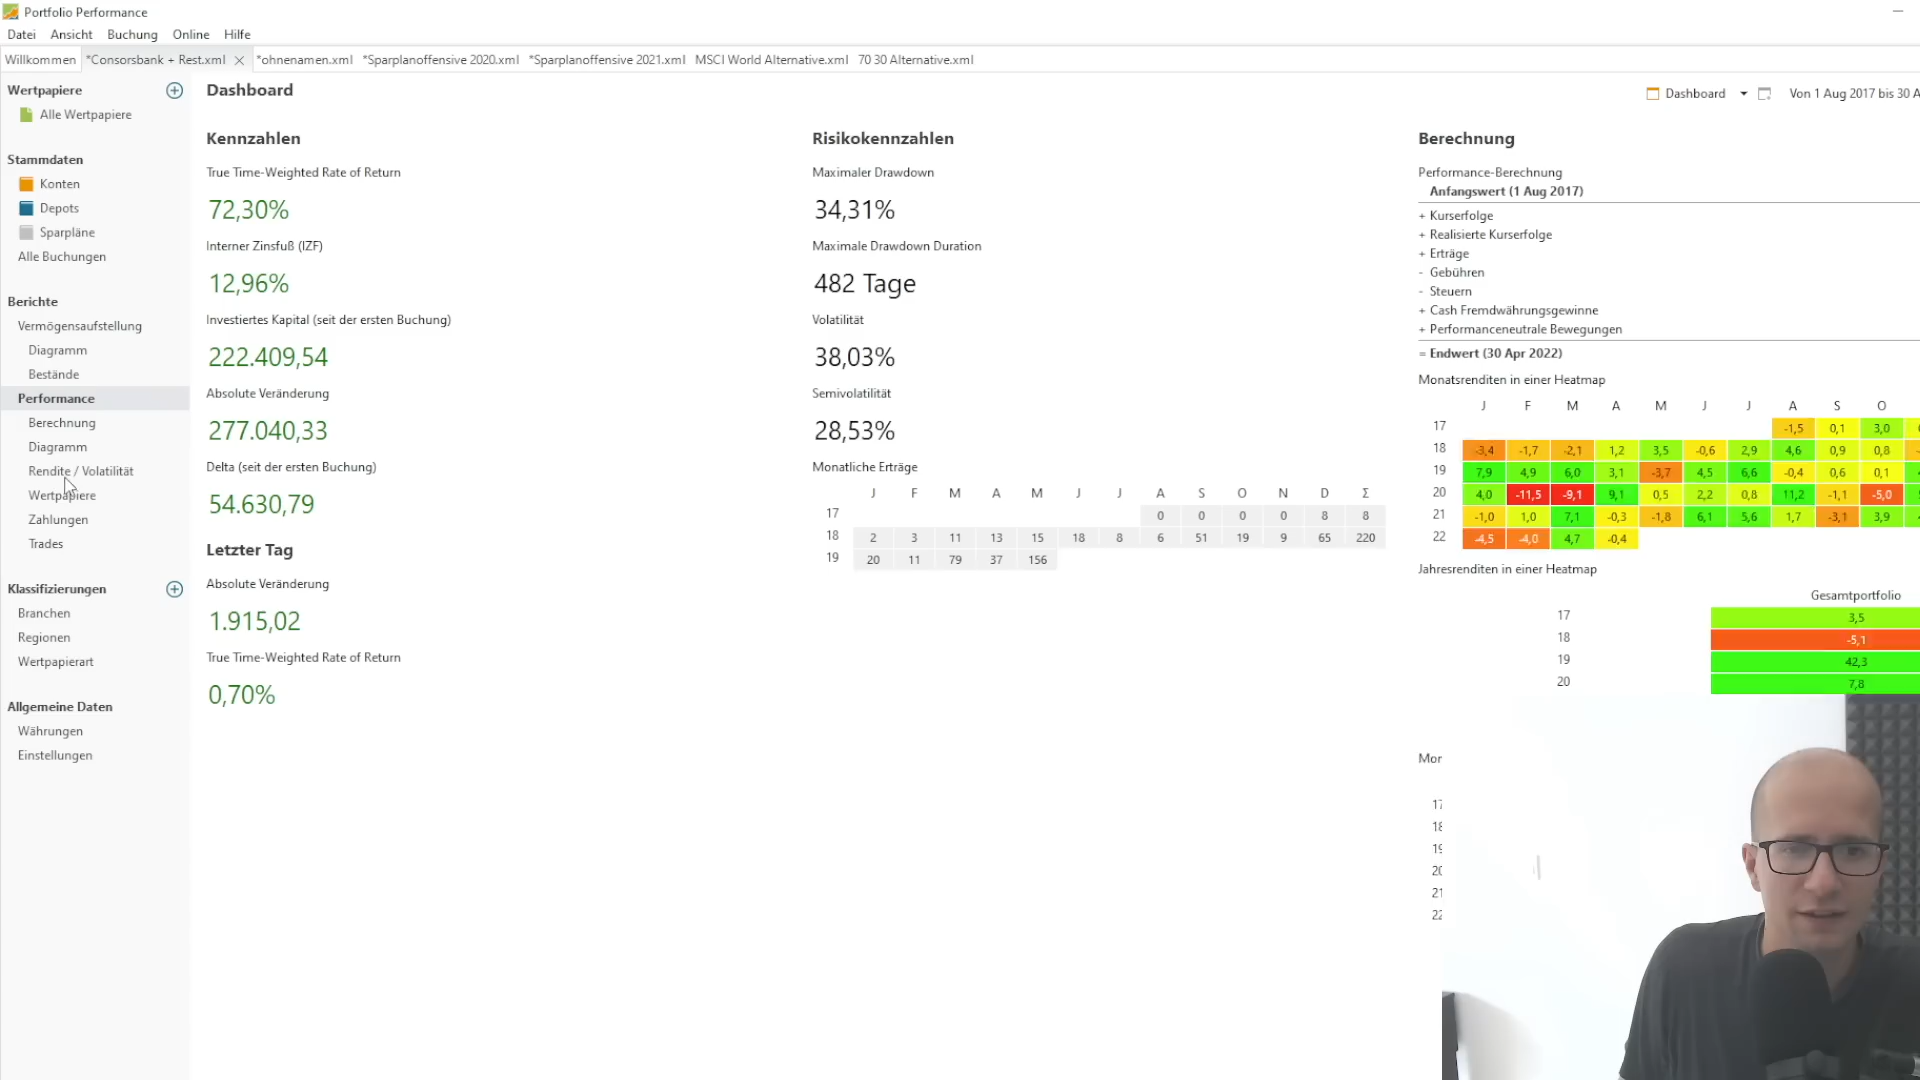 Portfolio Performance
Datei Ansicht Buchung Online Hilfe
Willkommen *Consorsbank + Rest.xml *ohnenamen.xml *Sparplanoffensive 2020.xml *Sparplanoffensive 2021.xml MSCI World Alternative.xml 70 30 Alternative.xml
Wertpapiere
Alle Wertpapiere
Stammdaten
Konten
Depots
Sparpläne
Alle Buchungen
Berichte
Vermögensaufstellung
Diagramm
Bestände
Performance
Berechnung
Diagramm
Rendite / Volatilität
Wertpapiere
Zahlungen
Trades
Klassifizierungen
Branchen
Regionen
Wertpapierart
Allgemeine Daten
Währungen
Einstellungen
Dashboard
Dashboard Von 1 Aug 2017 bis 30 A
Kennzahlen
True Time-Weighted Rate of Return
72,30%
Interner Zinsfuß (IZF)
12,96%
Investiertes Kapital (seit der ersten Buchung)
222.409,54
Absolute Veränderung
277.040,33
Delta (seit der ersten Buchung)
54.630,79
Letzter Tag
Absolute Veränderung
1.915,02
True Time-Weighted Rate of Return
0,70%
Risikokennzahlen
Maximaler Drawdown
34,31%
Maximale Drawdown Duration
482 Tage
Volatilität
38,03%
Semivolatilität
28,53%
Monatliche Erträge
J F M A M J J A S O N D Σ
17 0 0 0 0 8 8
18 2 3 11 13 15 18 8 6 51 19 9 65 220
19 20 11 79 37 156
Berechnung
Performance-Berechnung
Anfangswert (1 Aug 2017)
+ Kurserfolge
+ Realisierte Kurserfolge
+ Erträge
- Gebühren
- Steuern
+ Cash Fremdwährungsgewinne
+ Performanceneutrale Bewegungen
= Endwert (30 Apr 2022)
Monatsrenditen in einer Heatmap
J F M A M J J A S O
17 -1,5 0,1 3,0
18 -3,4 -1,7 -2,1 1,2 3,5 -0,6 2,9 4,6 0,9 0,8
19 7,9 4,9 6,0 3,1 -3,7 4,5 6,6 -0,4 0,6 0,1
20 4,0 -11,5 -9,1 9,1 0,5 2,2 0,8 11,2 -1,1 -5,0
21 -1,0 1,0 7,1 -0,3 -1,8 6,1 5,6 1,7 -3,1 3,9
22 -4,5 -4,0 4,7 -0,4
Jahresrenditen in einer Heatmap
Gesamtportfolio
17 3,5
18 -5,1
19 42,3
20 7,8
Mor
17
18
19
20
21
22